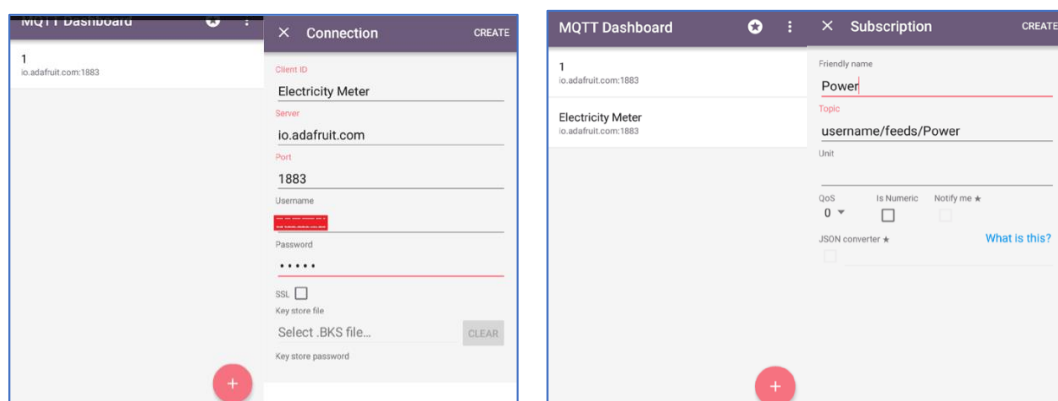 MQTT Dashboard
1
io.adafruit.com:1883
+
× Connection CREATE
Client ID
Electricity Meter
Server
io.adafruit.com
Port
1883
Username
Password
•••••
SSL
Key store file
Select .BKS file... CLEAR
Key store password
MQTT Dashboard
1
io.adafruit.com:1883
Electricity Meter
io.adafruit.com:1883
+
× Subscription CREATE
Friendly name
Power
Topic
username/feeds/Power
Unit
QoS Is Numeric Notify me ★
0
JSON converter ★ What is this?